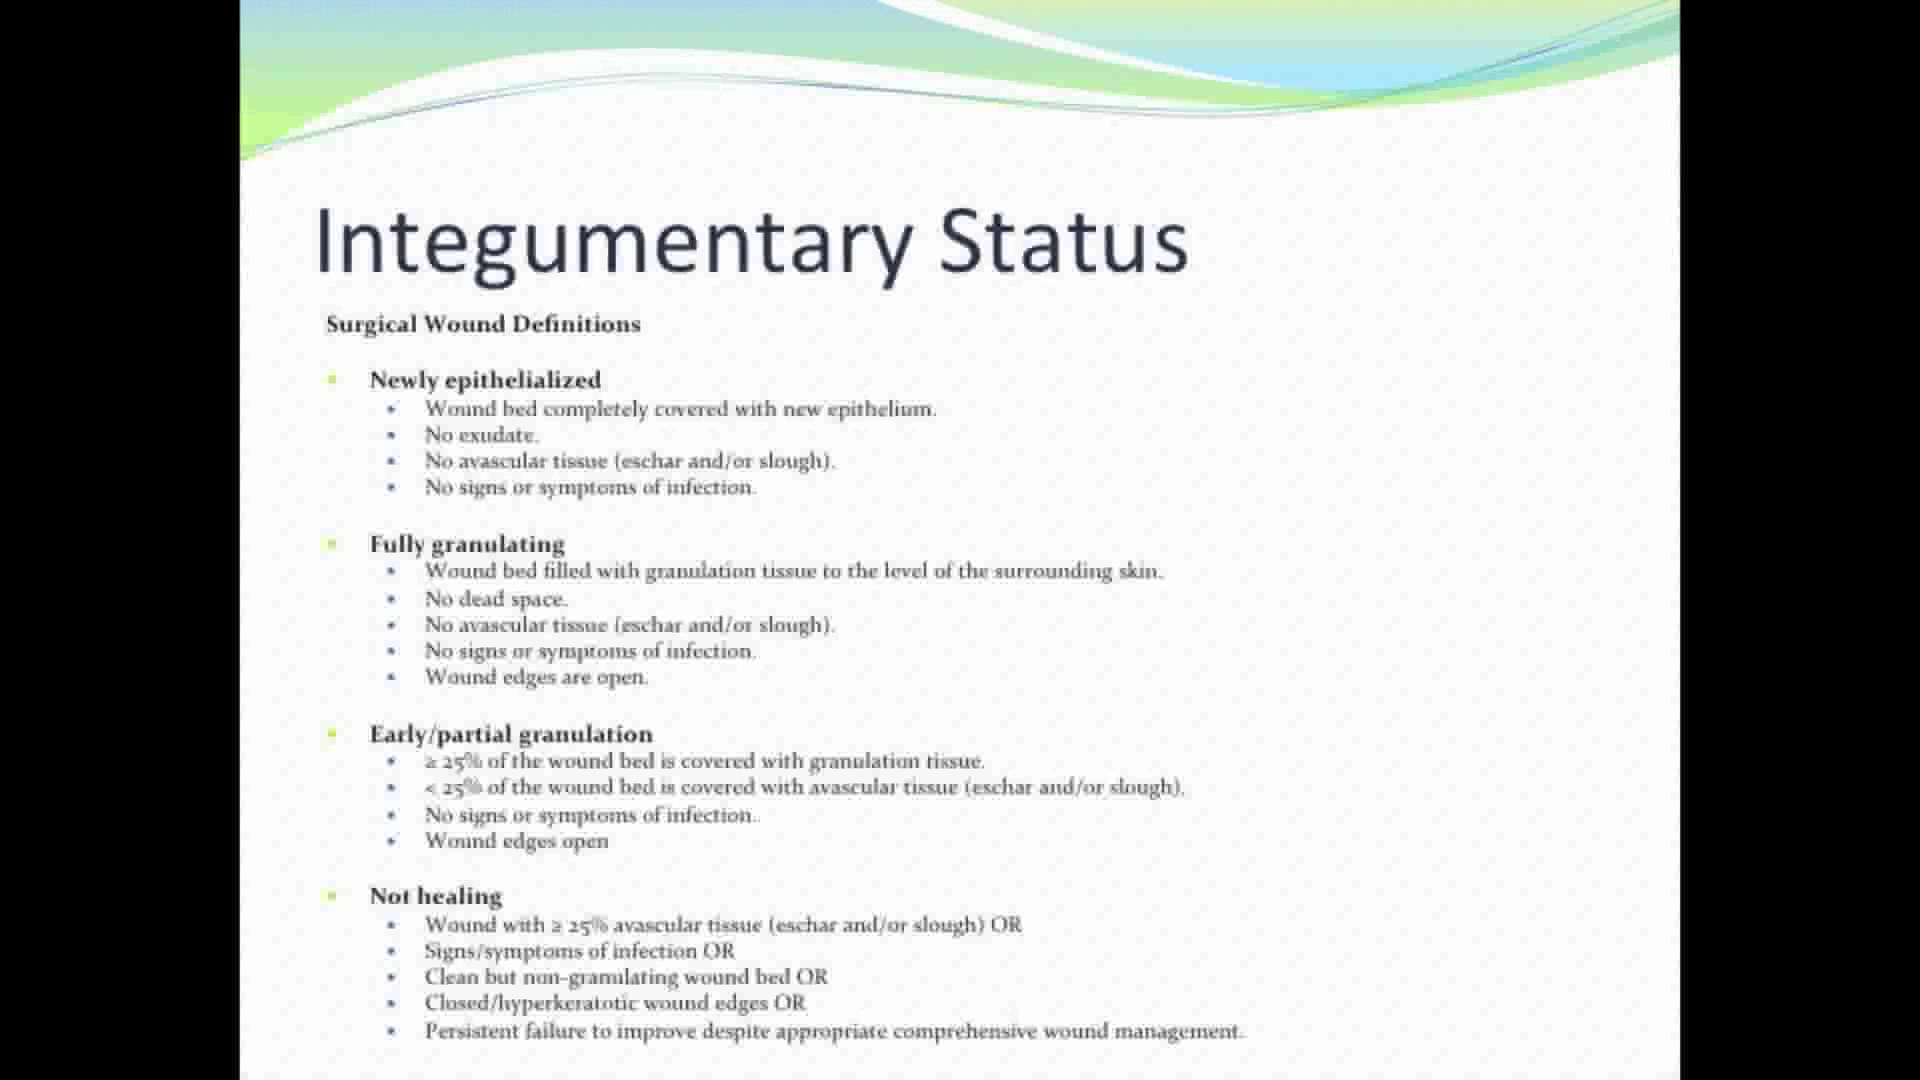 Integumentary Status
Surgical Wound Definitions
Newly epithelialized
Wound bed completely covered with new epithelium.
No exudate.
No avascular tissue (eschar and/or slough).
No signs or symptoms of infection.
Fully granulating
Wound bed filled with granulation tissue to the level of the surrounding skin.
No dead space.
No avascular tissue (eschar and/or slough).
No signs or symptoms of infection.
Wound edges are open.
Early/partial granulation
≥ 25% of the wound bed is covered with granulation tissue.
< 25% of the wound bed is covered with avascular tissue (eschar and/or slough).
No signs or symptoms of infection.
Wound edges open
Not healing
Wound with ≥ 25% avascular tissue (eschar and/or slough) OR
Signs/symptoms of infection OR
Clean but non-granulating wound bed OR
Closed/hyperkeratotic wound edges OR
Persistent failure to improve despite appropriate comprehensive wound management.